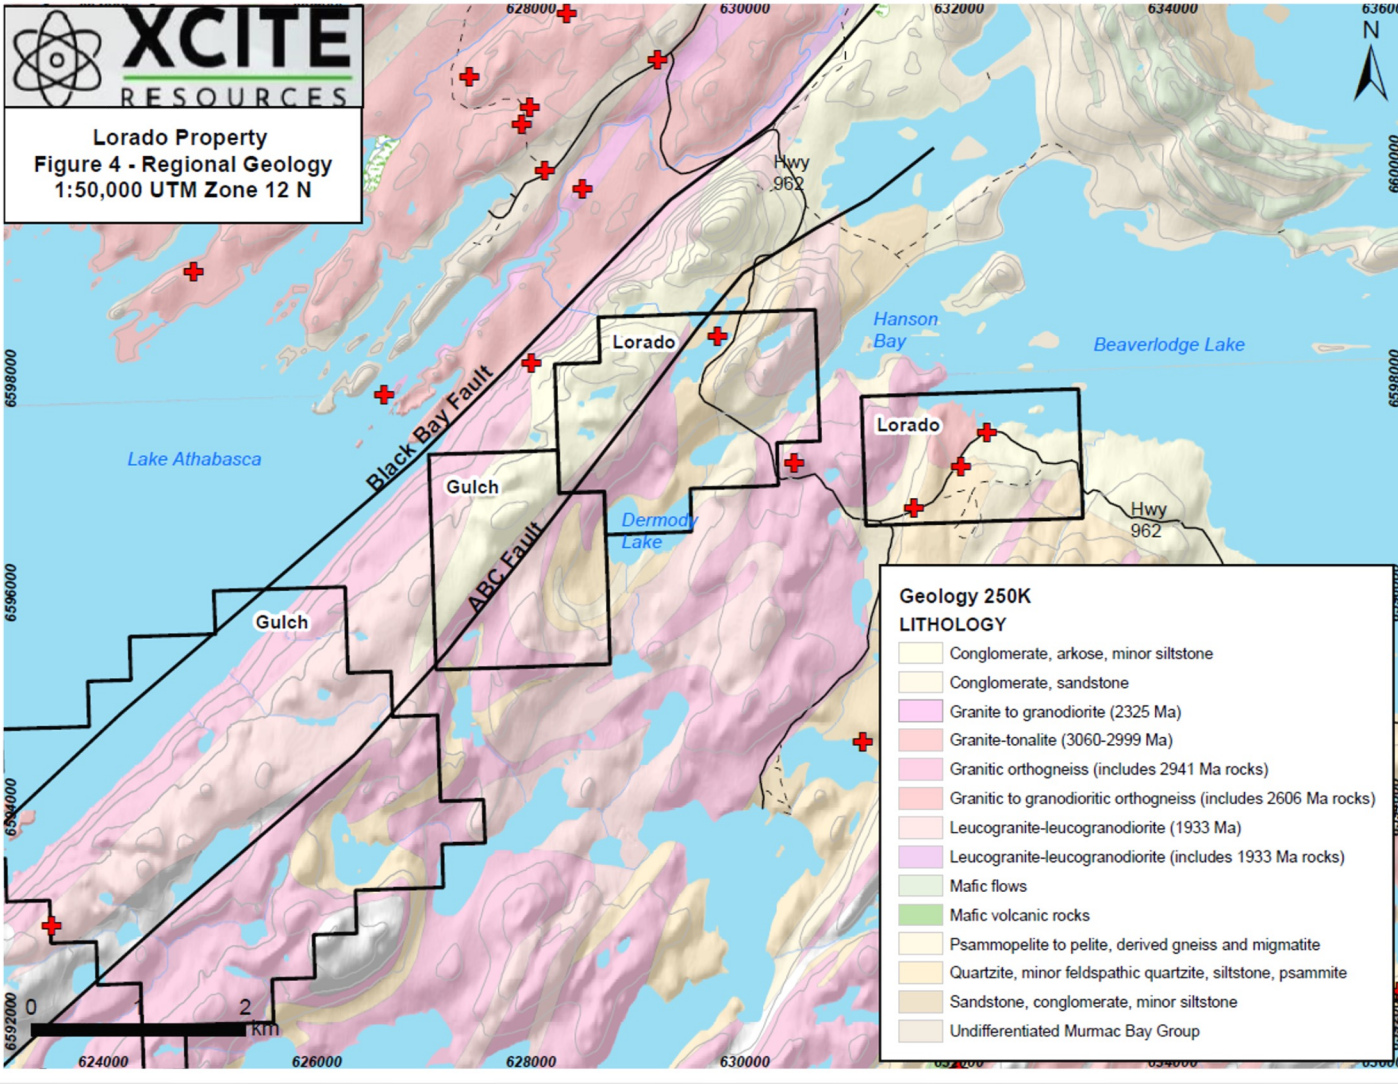 XCITE
RESOURCES
Lorado Property
Figure 4 - Regional Geology
1:50,000 UTM Zone 12 N
628000
630000
632000
634000
N
6600000
Hwy
962
Hanson
Bay
Beaverlodge Lake
6598000
6598000
Lorado
Lorado
Black Bay Fault
Lake Athabasca
Gulch
Dermody
Lake
ABC Fault
Hwy
962
6596000
Gulch
Geology 250K
LITHOLOGY
Conglomerate, arkose, minor siltstone
Conglomerate, sandstone
Granite to granodiorite (2325 Ma)
Granite-tonalite (3060-2999 Ma)
Granitic orthogneiss (includes 2941 Ma rocks)
Granitic to granodioritic orthogneiss (includes 2606 Ma rocks)
Leucogranite-leucogranodiorite (1933 Ma)
Leucogranite-leucogranodiorite (includes 1933 Ma rocks)
Mafic flows
Mafic volcanic rocks
Psammopelite to pelite, derived gneiss and migmatite
Quartzite, minor feldspathic quartzite, siltstone, psammite
Sandstone, conglomerate, minor siltstone
Undifferentiated Murmac Bay Group
6594000
6592000
0 1 2
km
624000
626000
628000
630000